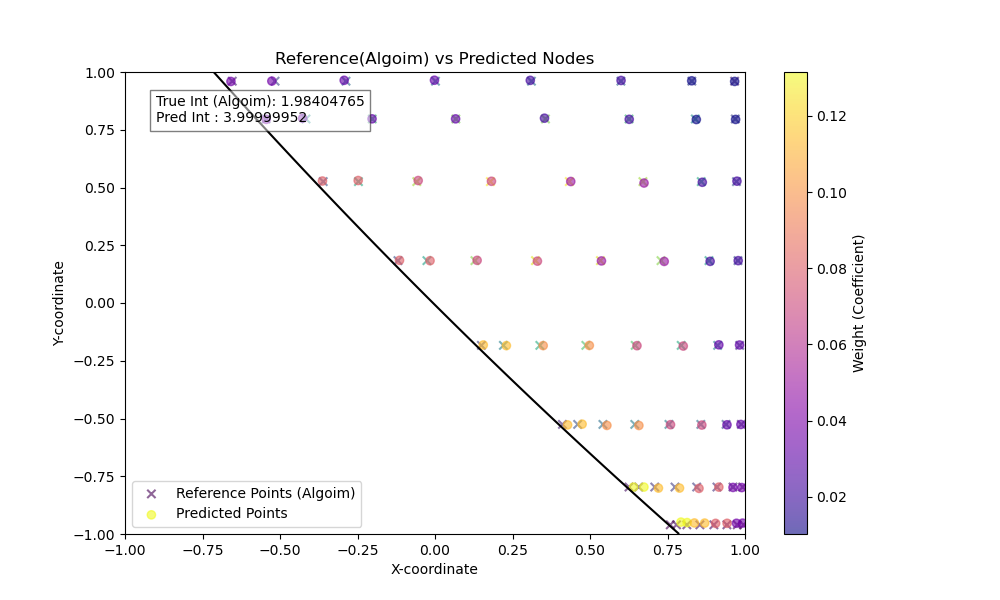 Reference(Algoim) vs Predicted Nodes
True Int (Algoim): 1.98404765
Pred Int : 3.99999952
1.00
0.75
0.50
0.25
0.00
−0.25
−0.50
−0.75
−1.00
Y-coordinate
Reference Points (Algoim)
Predicted Points
−1.00 −0.75 −0.50 −0.25 0.00 0.25 0.50 0.75 1.00
X-coordinate
0.12
0.10
0.08
0.06
0.04
0.02
Weight (Coefficient)